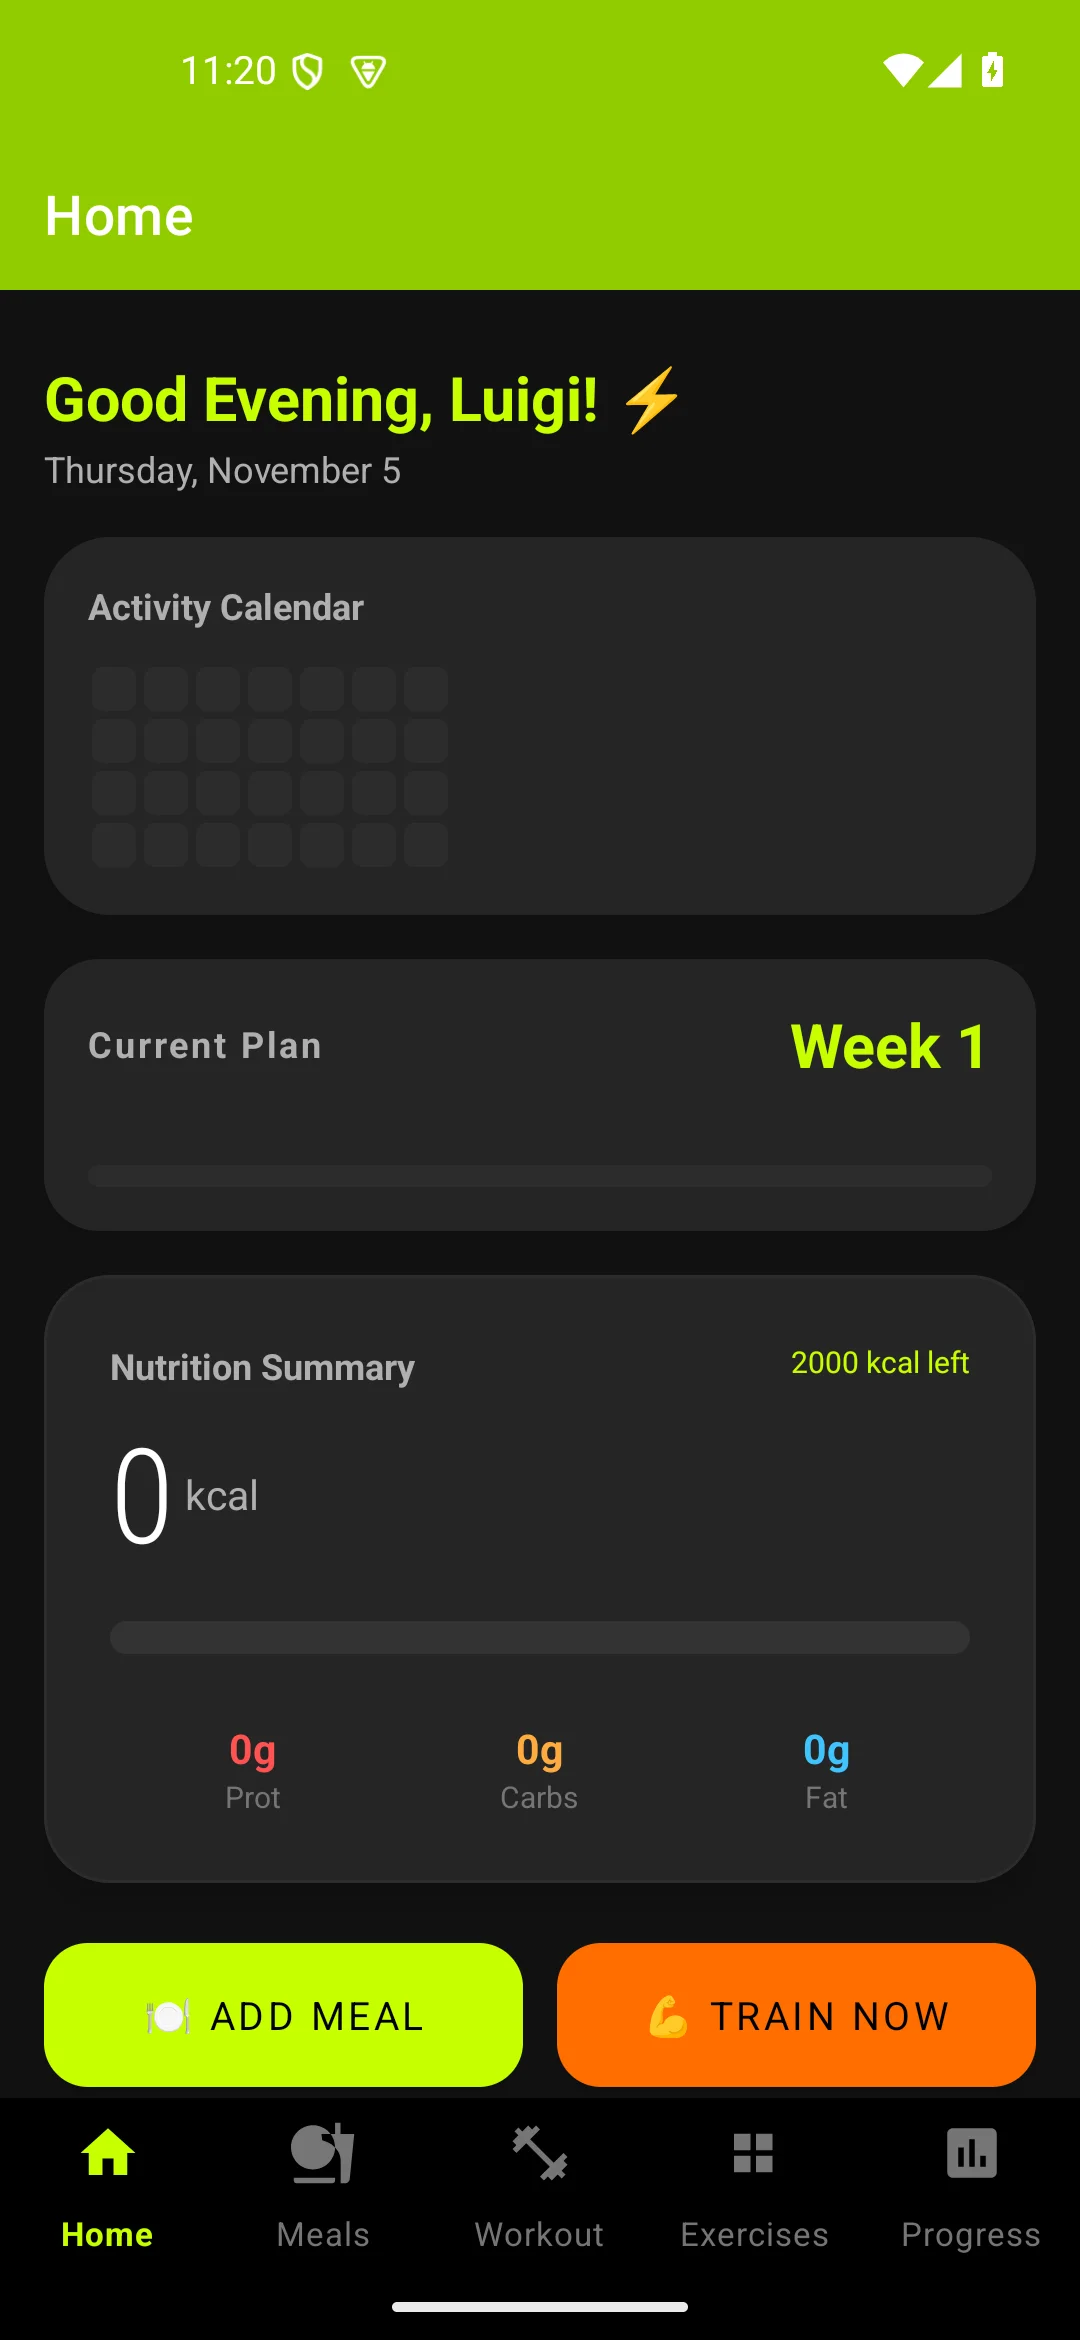 11:20
Home
Good Evening, Luigi! ⚡
Thursday, November 5
Activity Calendar
Current Plan
Week 1
Nutrition Summary
2000 kcal left
0 kcal
0g
Prot
0g
Carbs
0g
Fat
🍽️ ADD MEAL
💪 TRAIN NOW
Home
Meals
Workout
Exercises
Progress